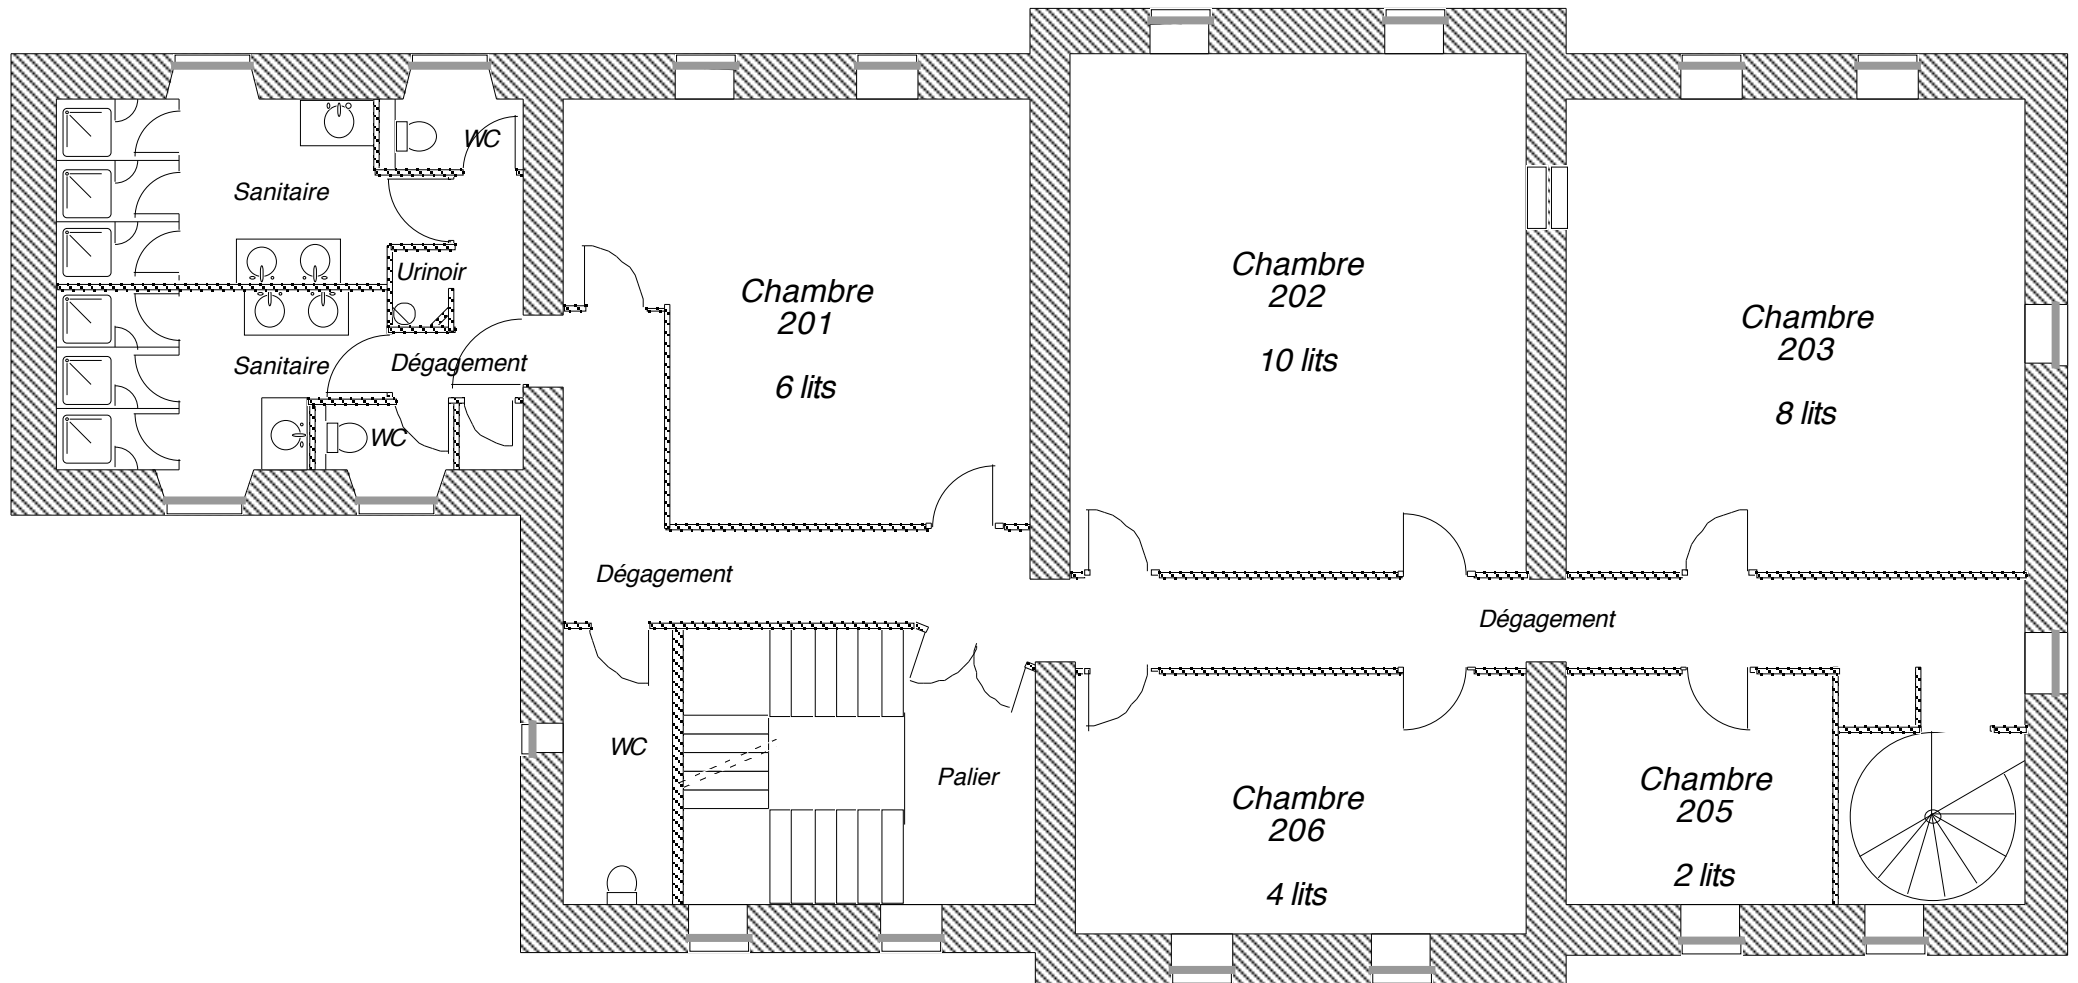 WC
Sanitaire
Urinoir
Sanitaire
Dégagement
WC
Chambre
201
6 lits
Chambre
202
10 lits
Chambre
203
8 lits
Dégagement
Dégagement
WC
Palier
Chambre
206
4 lits
Chambre
205
2 lits